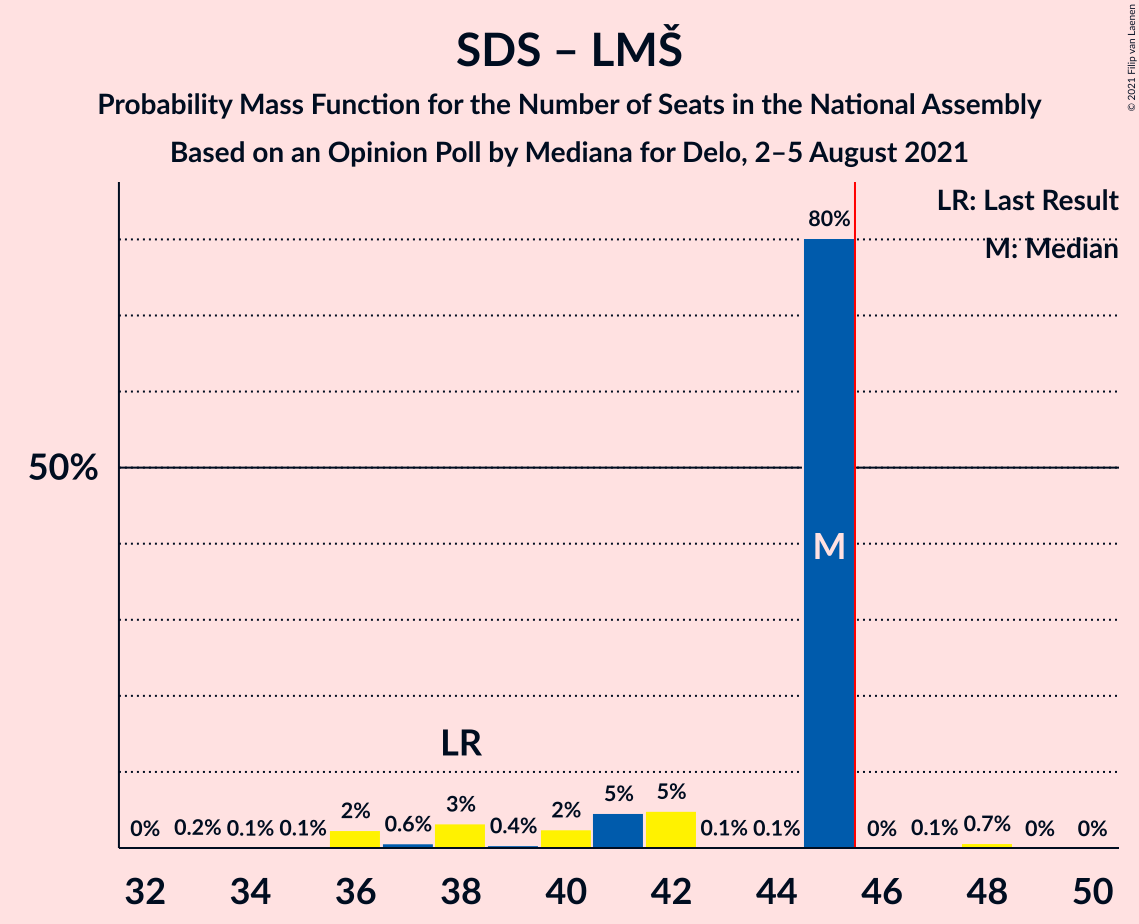 SDS – LMŠ
Probability Mass Function for the Number of Seats in the National Assembly
Based on an Opinion Poll by Mediana for Delo, 2–5 August 2021
© 2021 Filip van Laenen
LR: Last Result
M: Median
80%
50%
M
LR
0% 0.2% 0.1% 0.1% 2% 0.6% 3% 0.4% 2% 5% 5% 0.1% 0.1% 0% 0.1% 0.7% 0% 0%
32 34 36 38 40 42 44 46 48 50